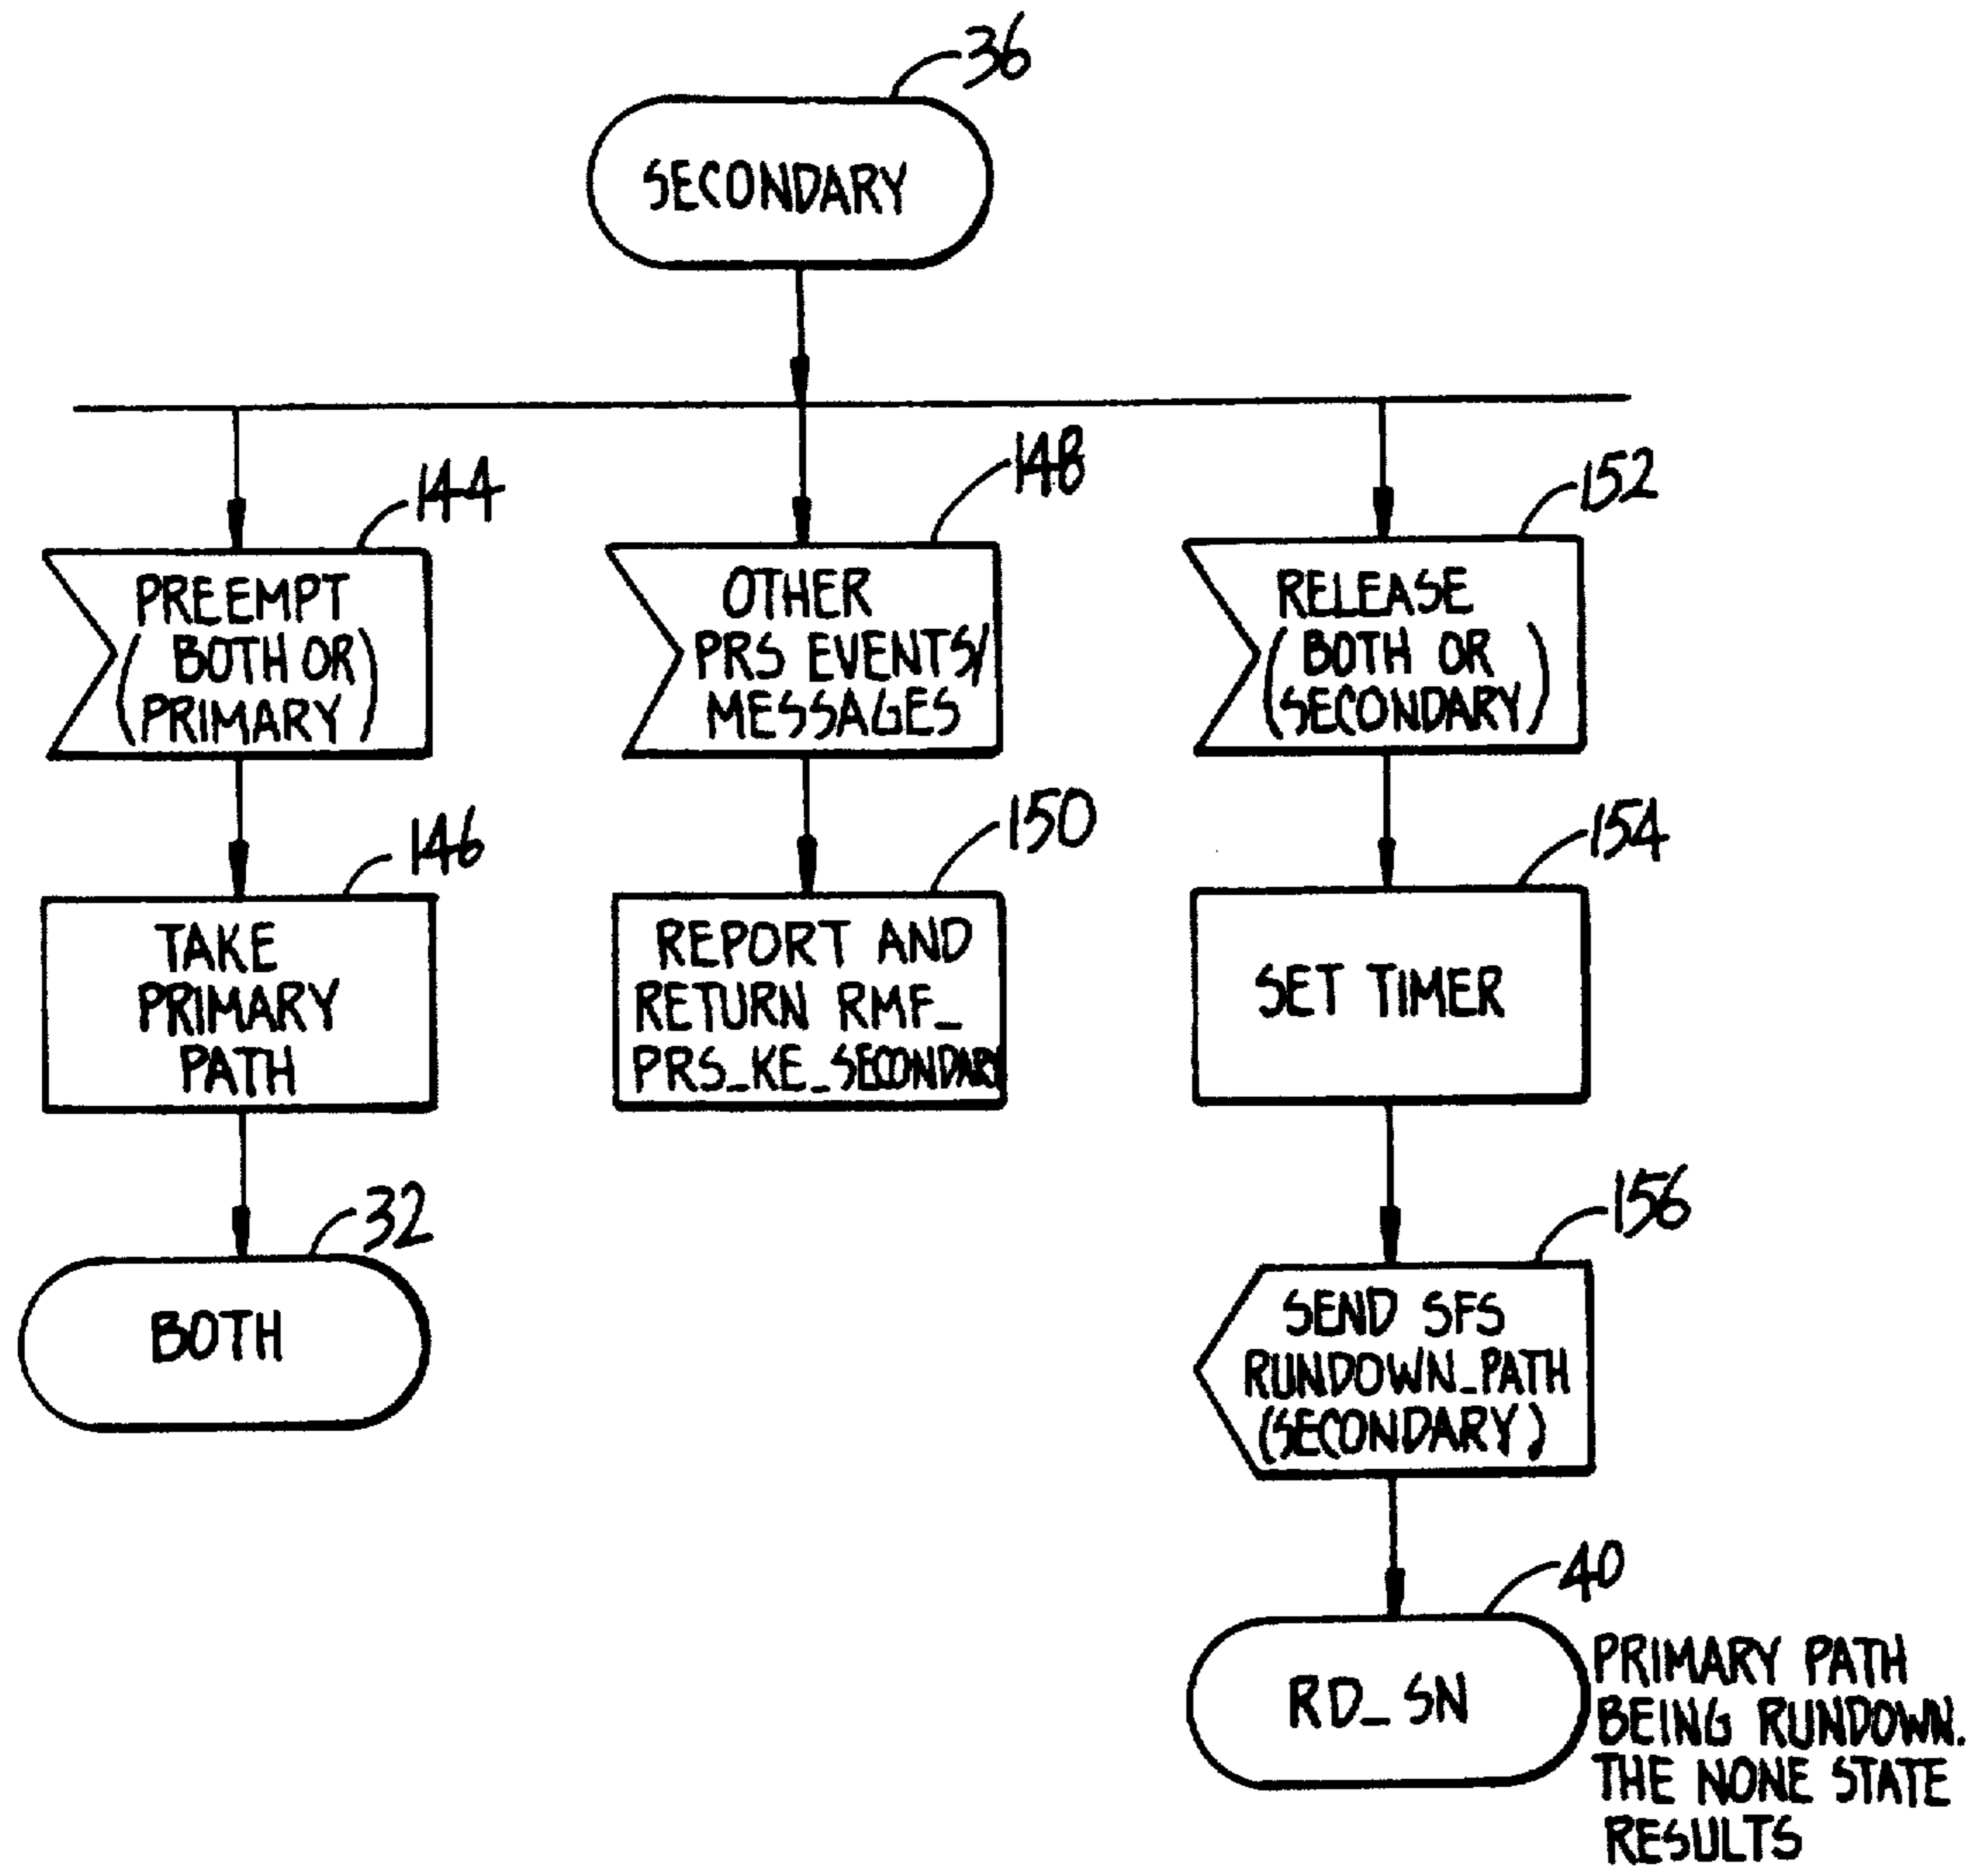 36
SECONDARY
144
PREEMPT
( BOTH OR )
( PRIMARY )
148
OTHER
PRS EVENTS/
MESSAGES
152
RELEASE
( BOTH OR )
( SECONDARY )
146
TAKE
PRIMARY
PATH
150
REPORT AND
RETURN RMF_
PRS_KE_SECONDARY
154
SET TIMER
32
BOTH
156
SEND SFS
RUNDOWN_PATH
(SECONDARY)
40
RD_SN
PRIMARY PATH
BEING RUNDOWN.
THE NONE STATE
RESULTS